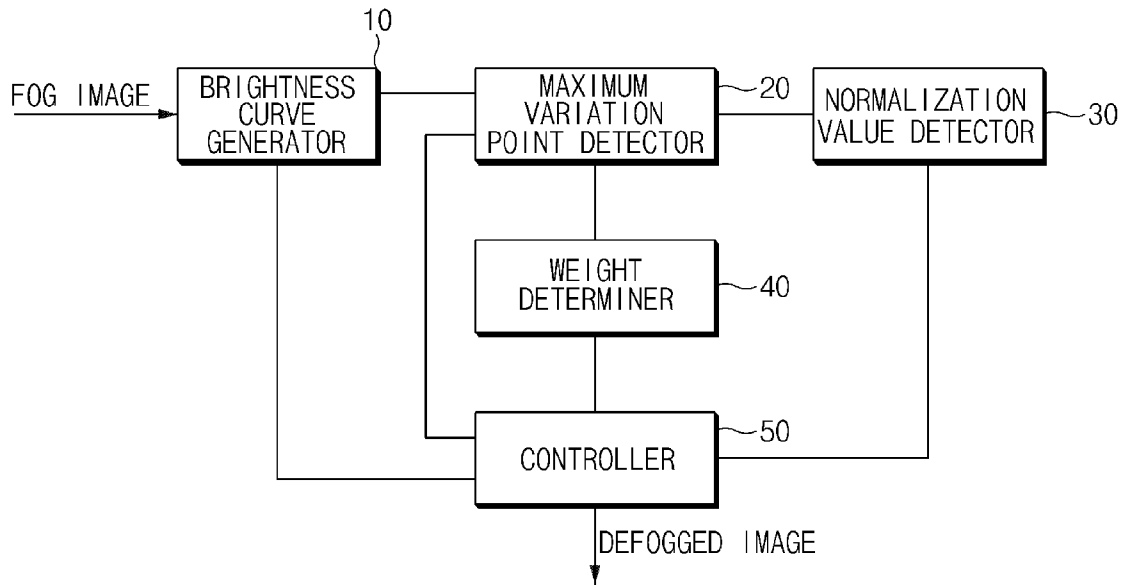 10
FOG IMAGE
BRIGHTNESS
CURVE
GENERATOR
MAXIMUM
VARIATION
POINT DETECTOR
20
NORMALIZATION
VALUE DETECTOR
30
WEIGHT
DETERMINER
40
CONTROLLER
50
DEFOGGED IMAGE